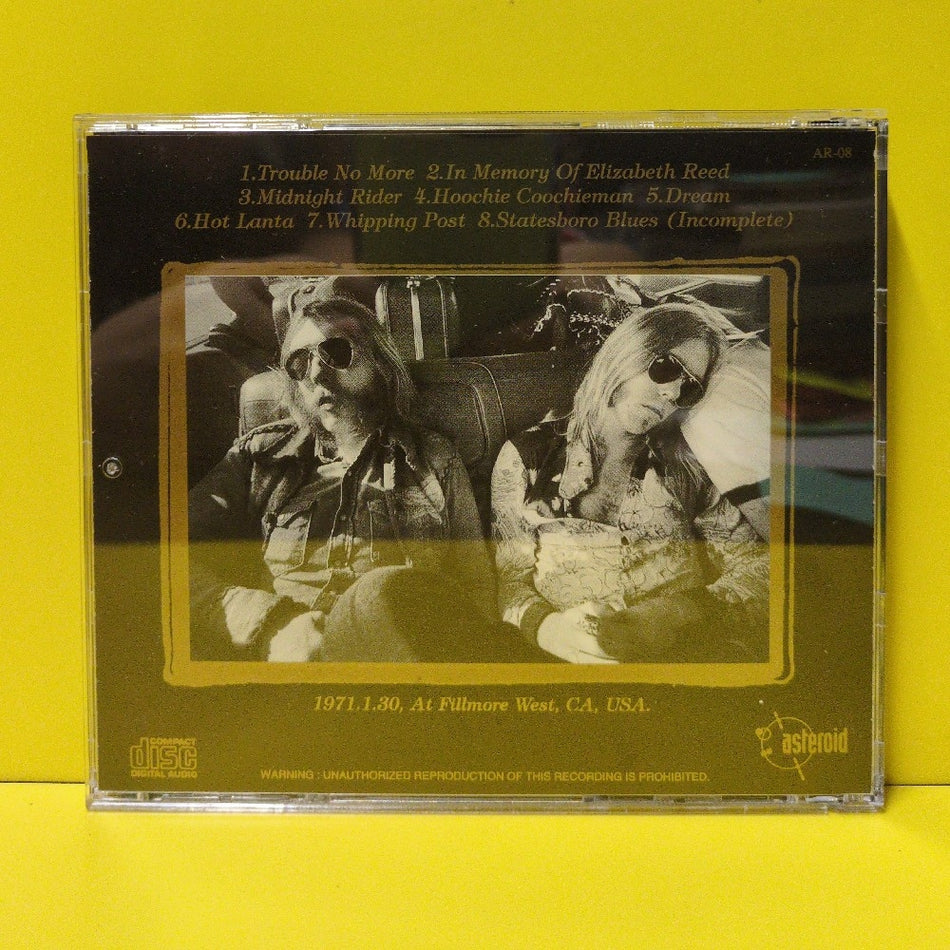 AR-08
1.Trouble No More 2.In Memory Of Elizabeth Reed
3.Midnight Rider 4.Hoochie Coochieman 5.Dream
6.Hot Lanta 7.Whipping Post 8.Statesboro Blues (Incomplete)
1971.1.30, At Fillmore West, CA, USA.
asteroid
COMPACT
disc
DIGITAL AUDIO
WARNING : UNAUTHORIZED REPRODUCTION OF THIS RECORDING IS PROHIBITED.